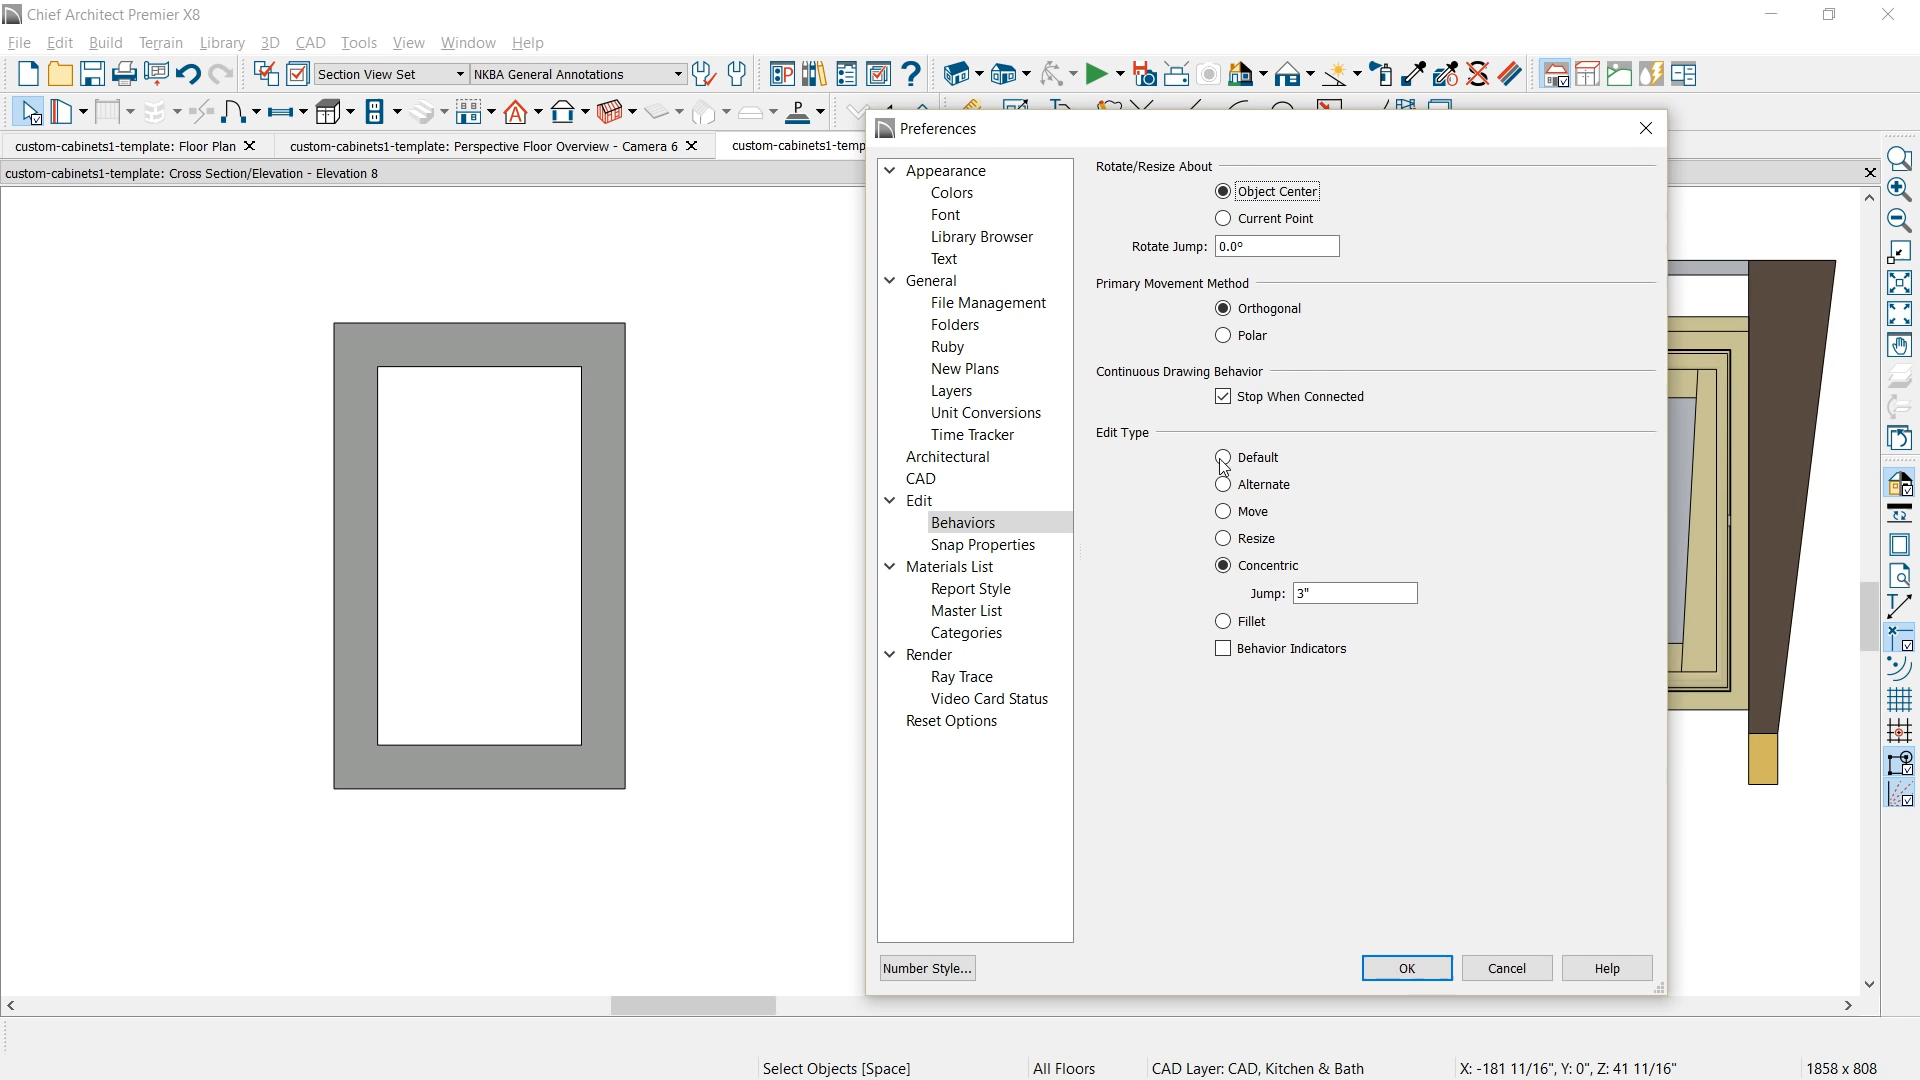 Chief Architect Premier X8
File Edit Build Terrain Library 3D CAD Tools View Window Help
Section View Set NKBA General Annotations
custom-cabinets1-template: Floor Plan custom-cabinets1-template: Perspective Floor Overview - Camera 6 custom-cabinets1-temp
custom-cabinets1-template: Cross Section/Elevation - Elevation 8
Preferences
Appearance
Colors
Font
Library Browser
Text
General
File Management
Folders
Ruby
New Plans
Layers
Unit Conversions
Time Tracker
Architectural
CAD
Edit
Behaviors
Snap Properties
Materials List
Report Style
Master List
Categories
Render
Ray Trace
Video Card Status
Reset Options
Rotate/Resize About
Object Center
Current Point
Rotate Jump: 0.0°
Primary Movement Method
Orthogonal
Polar
Continuous Drawing Behavior
Stop When Connected
Edit Type
Default
Alternate
Move
Resize
Concentric
Jump: 3"
Fillet
Behavior Indicators
Number Style... OK Cancel Help
Select Objects [Space] All Floors CAD Layer: CAD, Kitchen & Bath X: -181 11/16", Y: 0", Z: 41 11/16" 1858 x 808